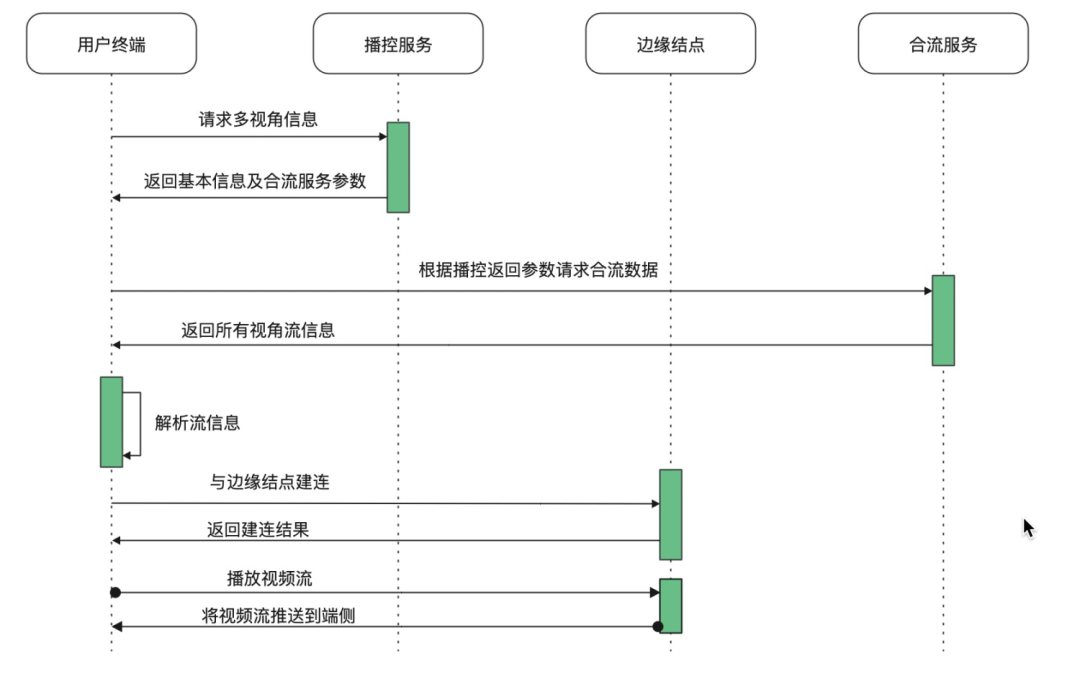 用户终端
播控服务
边缘结点
合流服务
请求多视角信息
返回基本信息及合流服务参数
根据播控返回参数请求合流数据
返回所有视角流信息
解析流信息
与边缘结点建连
返回建连结果
播放视频流
将视频流推送到端侧